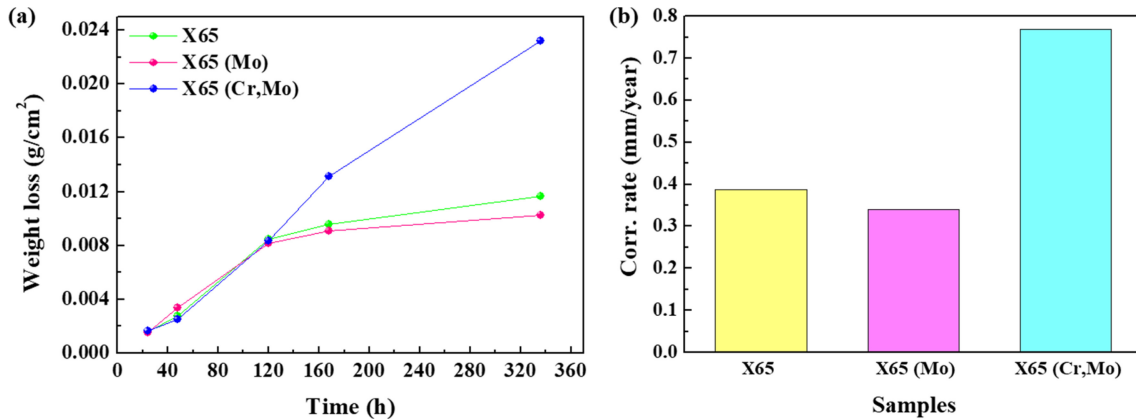 (a)
0.024
0.020
0.016
0.012
0.008
0.004
0.000
Weight loss (g/cm²)
X65
X65 (Mo)
X65 (Cr,Mo)
0 40 80 120 160 200 240 280 320 360
Time (h)
(b)
0.8
0.7
0.6
0.5
0.4
0.3
0.2
0.1
0.0
Corr. rate (mm/year)
X65 X65 (Mo) X65 (Cr,Mo)
Samples